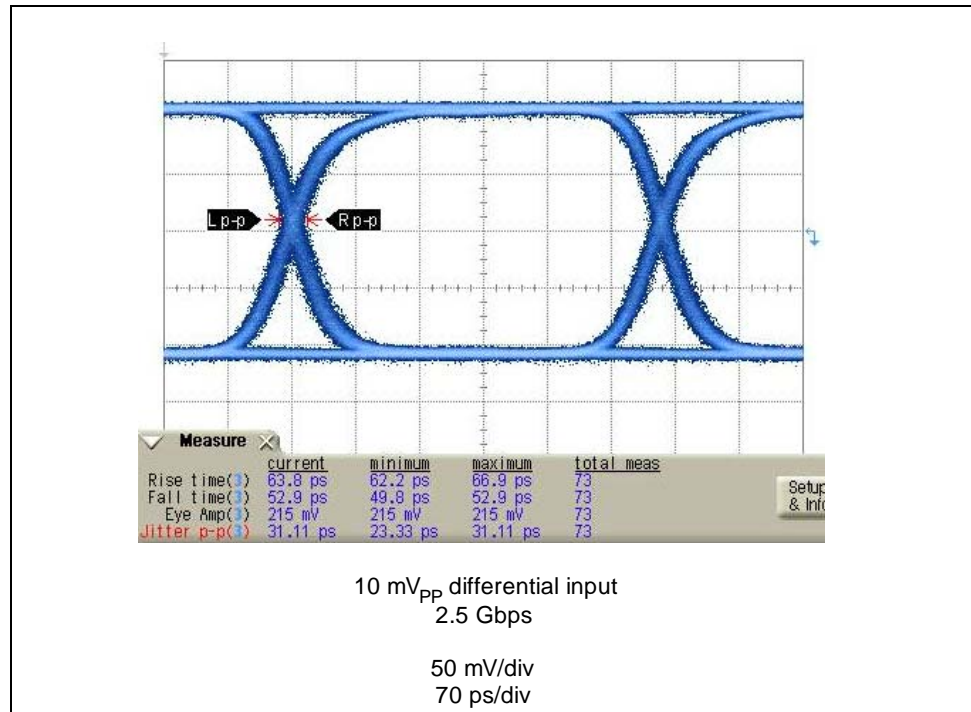 L p-p R p-p
Measure
current minimum maximum total meas
Rise time(3) 63.8 ps 62.2 ps 66.9 ps 73
Fall time(3) 52.9 ps 49.8 ps 52.9 ps 73
Eye Amp(3) 215 mV 215 mV 215 mV 73
Jitter p-p(3) 31.11 ps 23.33 ps 31.11 ps 73
Setup
& Info
10 mVPP differential input
2.5 Gbps
50 mV/div
70 ps/div